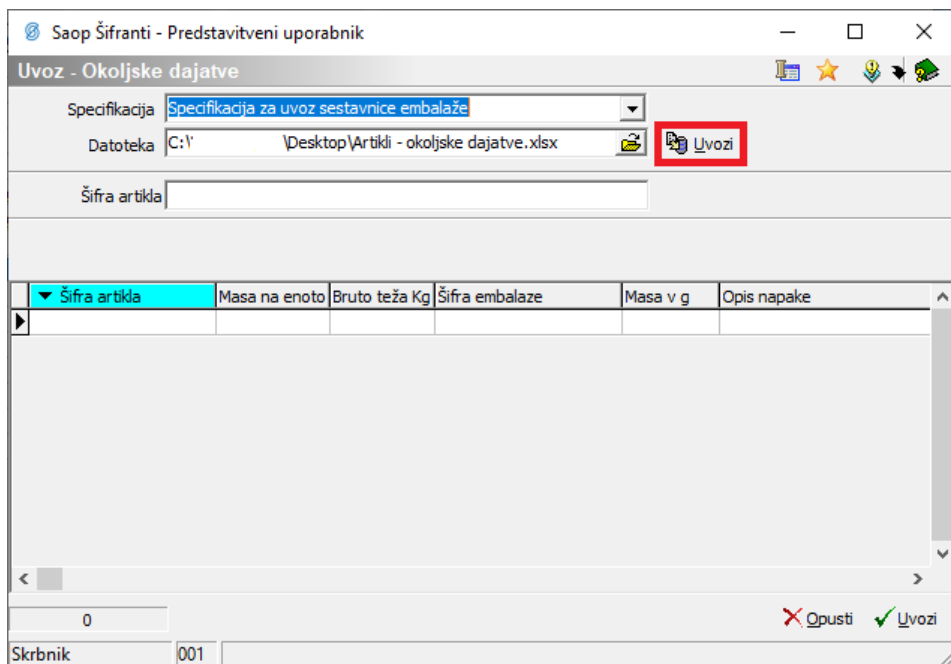 Saop Šifranti - Predstavitveni uporabnik
Uvoz - Okoljske dajatve
Specifikacija Specifikacija za uvoz sestavnice embalaže
Datoteka C:\' \Desktop\Artikli - okoljske dajatve.xlsx Uvozi
Šifra artikla
Šifra artikla Masa na enoto Bruto teža Kg Šifra embalaze Masa v g Opis napake
0 Opusti Uvozi
Skrbnik 001